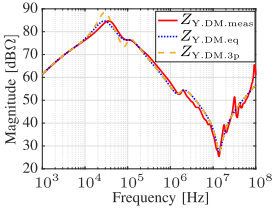 90
80
70
60
50
40
30
20
Magnitude [dBΩ]
Z_Y.DM.meas
Z_Y.DM.eq
Z_Y.DM.3p
10^3
10^4
10^5
10^6
10^7
10^8
Frequency [Hz]